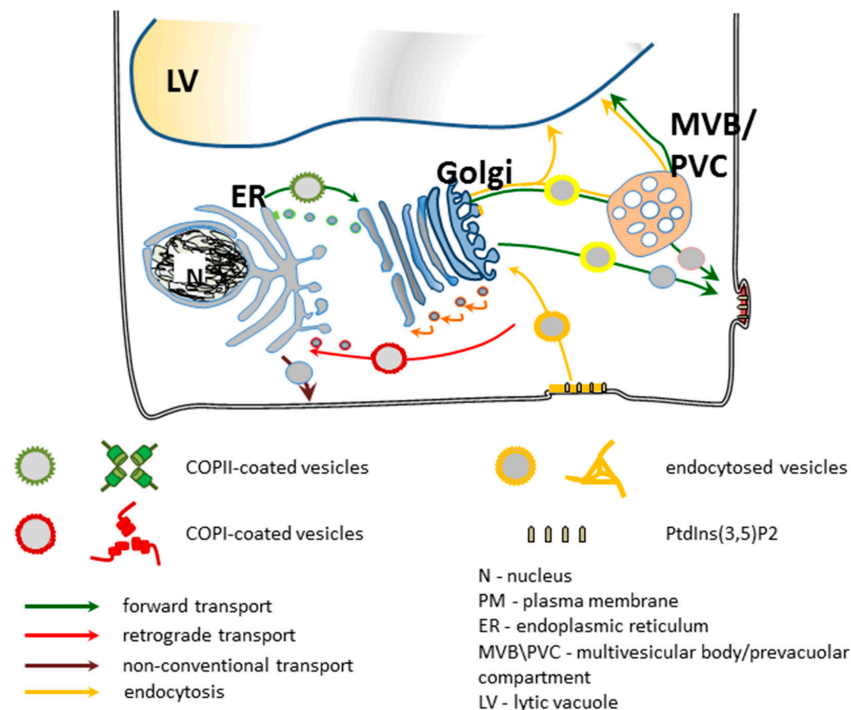 LV
MVB/
PVC
Golgi
ER
N
COPII-coated vesicles
endocytosed vesicles
COPI-coated vesicles
PtdIns(3,5)P2
forward transport
retrograde transport
non-conventional transport
endocytosis
N - nucleus
PM - plasma membrane
ER - endoplasmic reticulum
MVB\PVC - multivesicular body/prevacuolar
compartment
LV - lytic vacuole